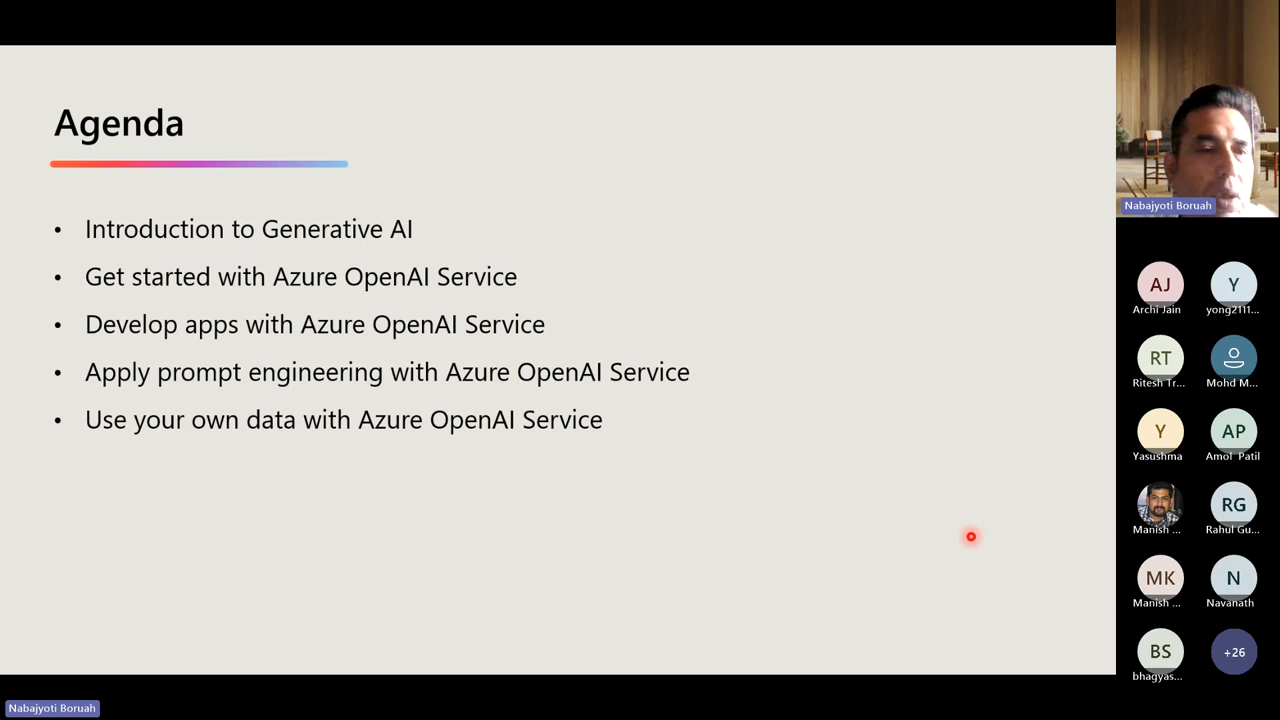 Agenda
• Introduction to Generative AI
• Get started with Azure OpenAI Service
• Develop apps with Azure OpenAI Service
• Apply prompt engineering with Azure OpenAI Service
• Use your own data with Azure OpenAI Service
Nabajyoti Boruah
AJ
Archi Jain
Y
yong2111...
RT
Ritesh Tr...
Mohd M...
Y
Yasushma
AP
Amol Patil
Manish ...
RG
Rahul Gu...
MK
Manish ...
N
Navanath
BS
bhagyas...
+26
Nabajyoti Boruah